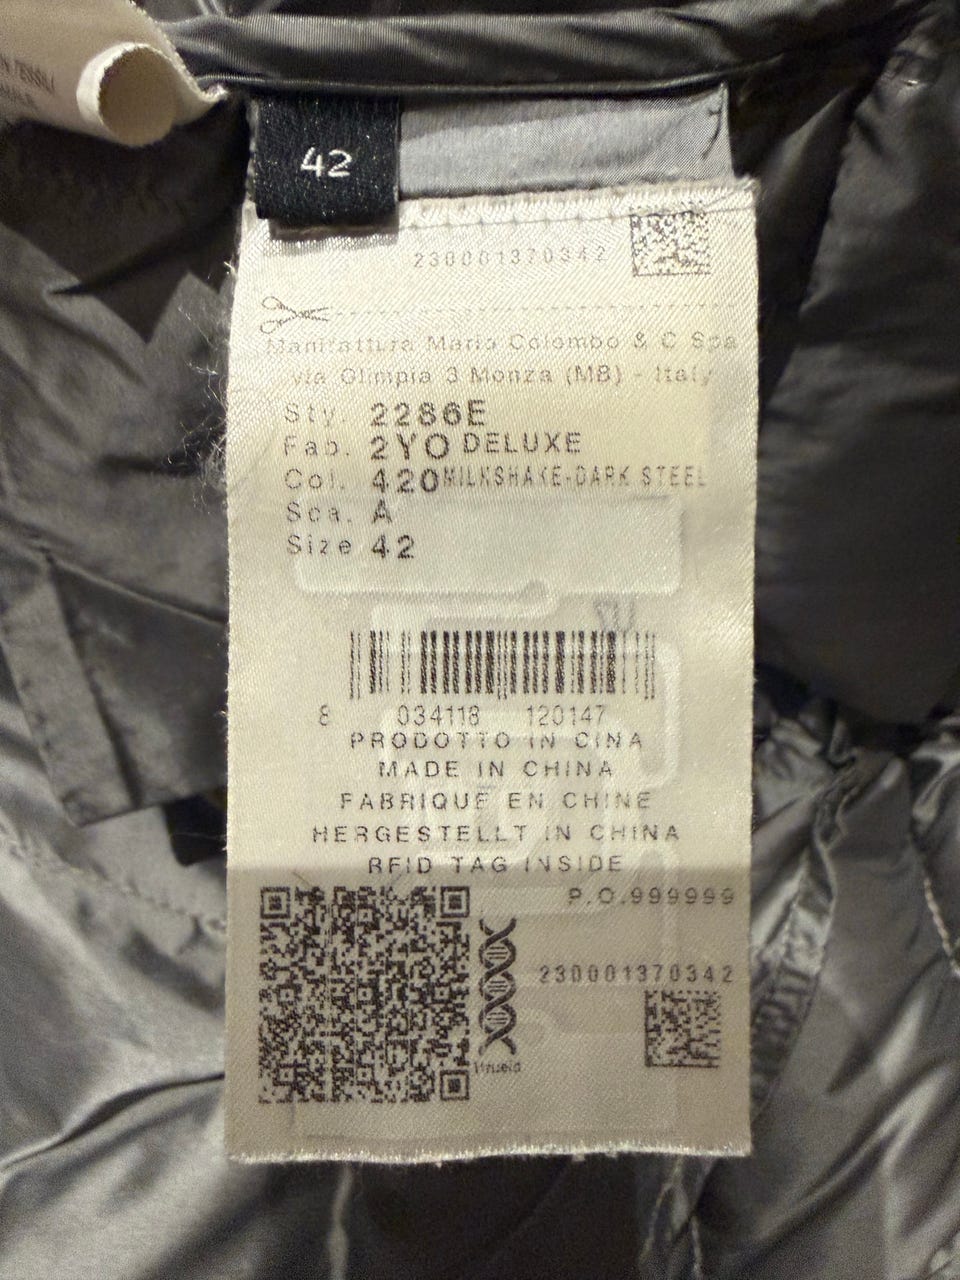 42
230001370342
Manifattura Mario Colombo & C Spa
via Olimpia 3 Monza (MB) - Italy
Sty. 2286E
Fab. 2YO DELUXE
Col. 420 MILKSHAKE-DARK STEEL
Sca. A
Size 42
8 034118 120147
PRODOTTO IN CINA
MADE IN CHINA
FABRIQUE EN CHINE
HERGESTELLT IN CHINA
RFID TAG INSIDE
P.O.999999
230001370342